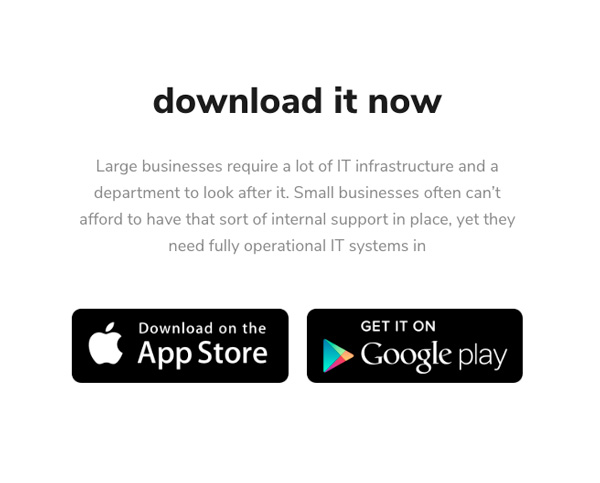 download it now
Large businesses require a lot of IT infrastructure and a
department to look after it. Small businesses often can't
afford to have that sort of internal support in place, yet they
need fully operational IT systems in
Download on the
App Store
GET IT ON
Google play